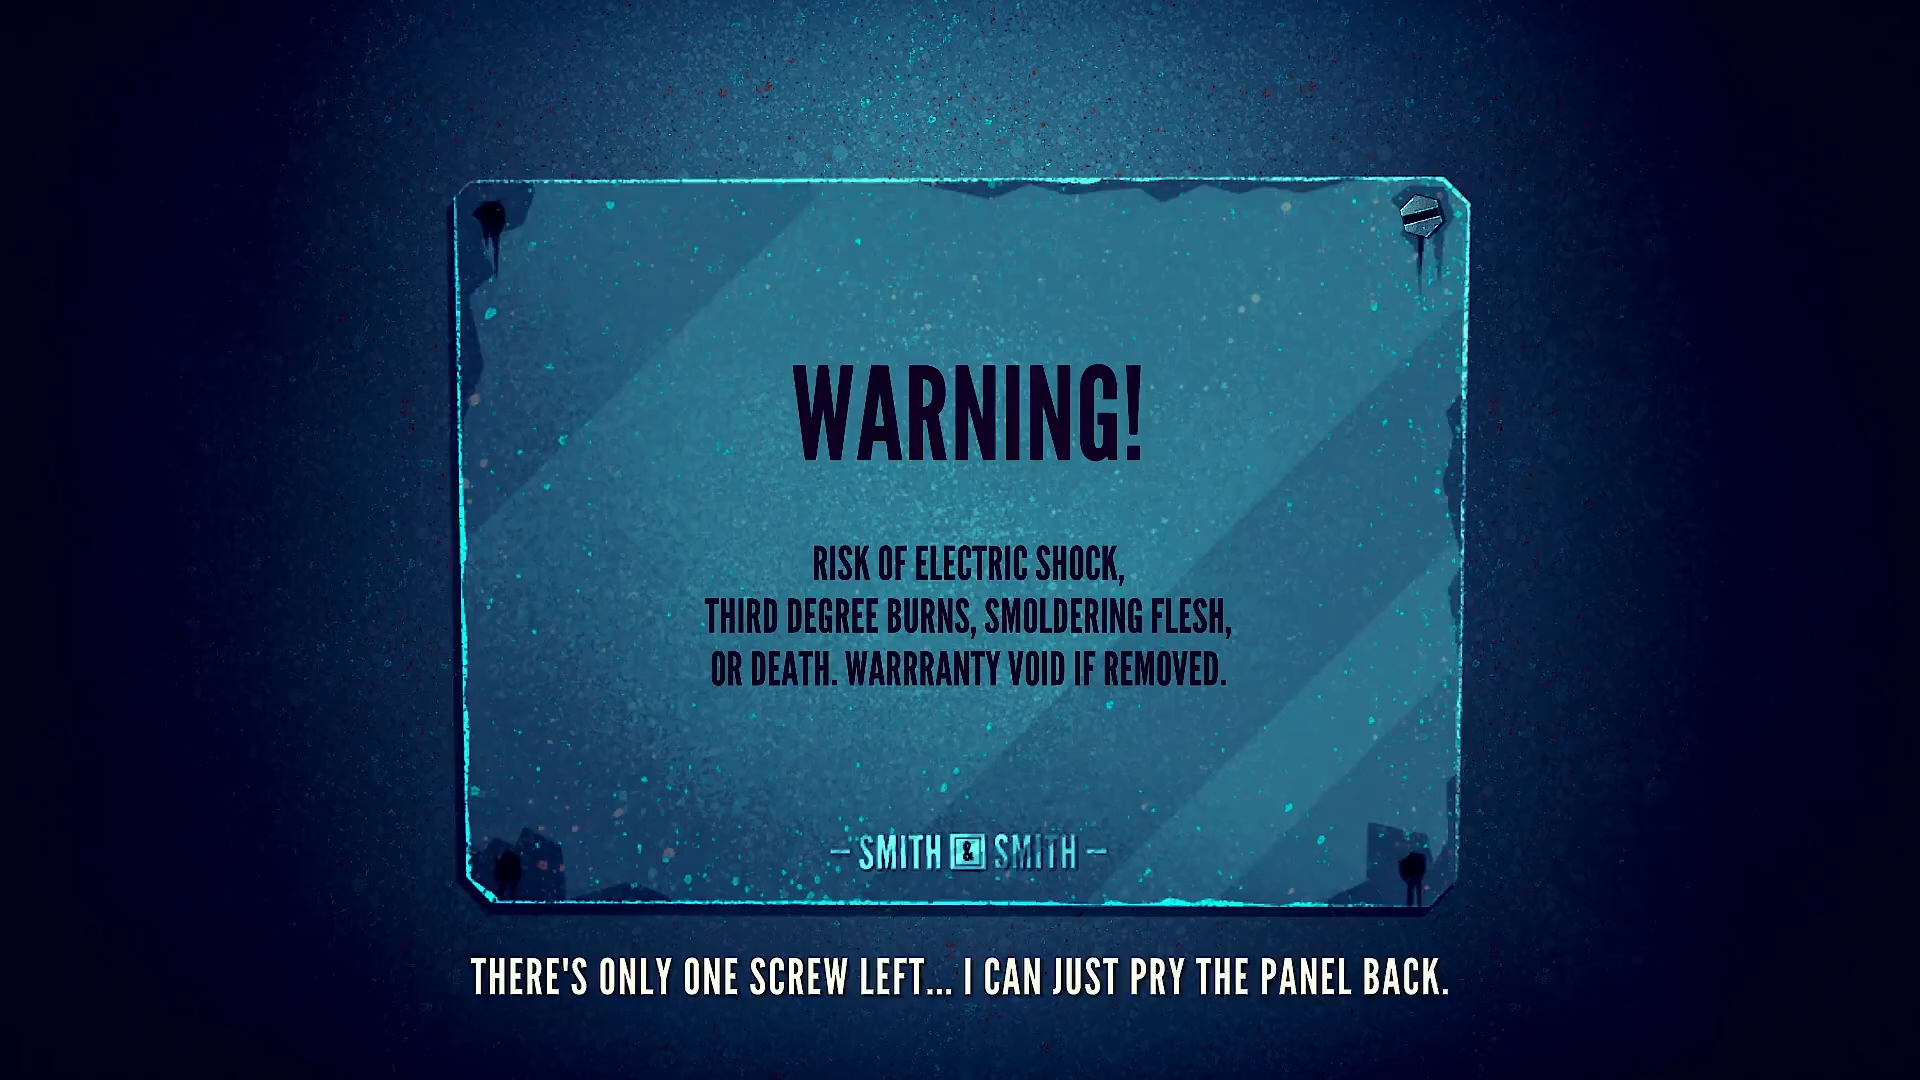 WARNING!
RISK OF ELECTRIC SHOCK,
THIRD DEGREE BURNS, SMOLDERING FLESH,
OR DEATH. WARRRANTY VOID IF REMOVED.
– SMITH & SMITH –
THERE'S ONLY ONE SCREW LEFT... I CAN JUST PRY THE PANEL BACK.